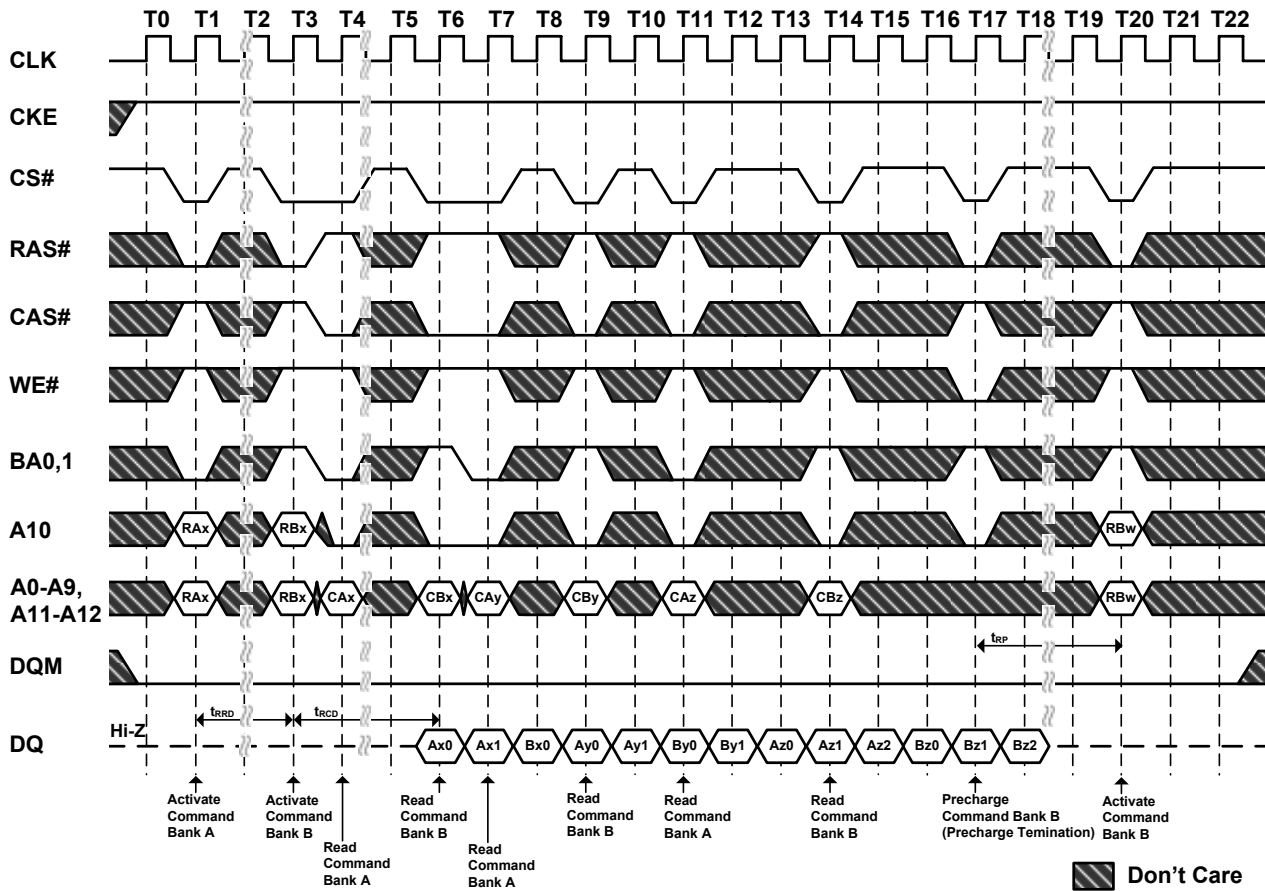 T0 T1 T2 T3 T4 T5 T6 T7 T8 T9 T10 T11 T12 T13 T14 T15 T16 T17 T18 T19 T20 T21 T22
CLK
CKE
CS#
RAS#
CAS#
WE#
BA0,1
A10
RAx RBx RBw
A0-A9,
A11-A12
RAx RBx CAx CBx CAy CBy CAz CBz RBw
tRP
DQM
tRRD tRCD
Hi-Z
DQ
Ax0 Ax1 Bx0 Ay0 Ay1 By0 By1 Az0 Az1 Az2 Bz0 Bz1 Bz2
Activate
Command
Bank A
Activate
Command
Bank B
Read
Command
Bank A
Read
Command
Bank B
Read
Command
Bank A
Read
Command
Bank B
Read
Command
Bank A
Read
Command
Bank B
Precharge
Command Bank B
(Precharge Temination)
Activate
Command
Bank B
Don't Care